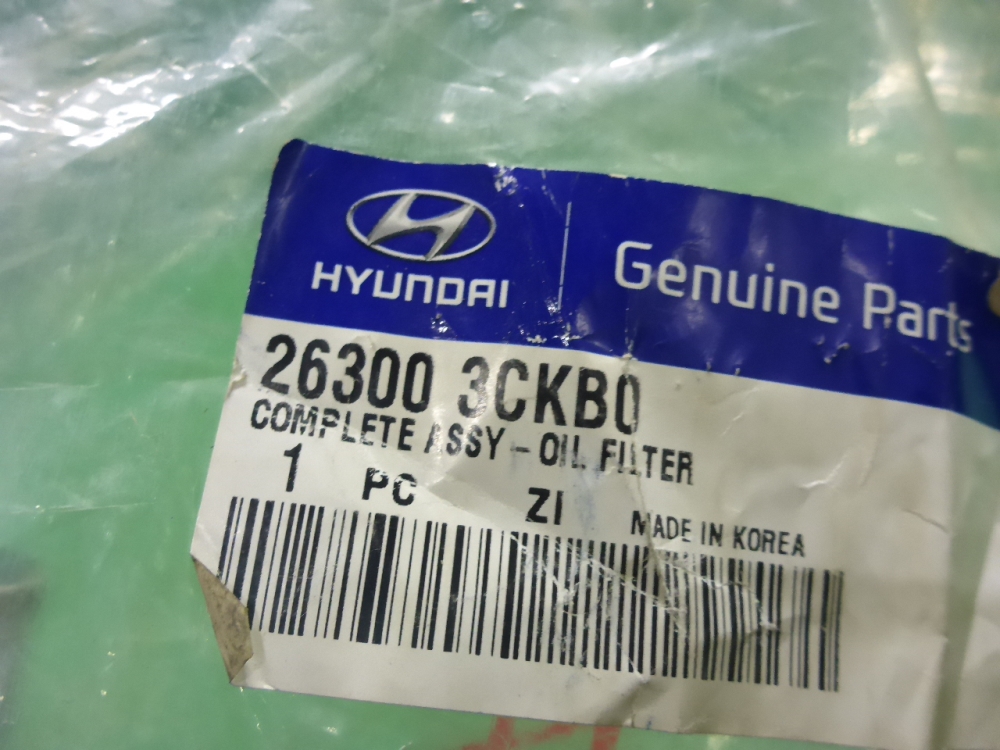 HYUNDAI
Genuine Parts
26300 3CKB0
COMPLETE ASSY - OIL FILTER
1 PC ZI MADE IN KOREA